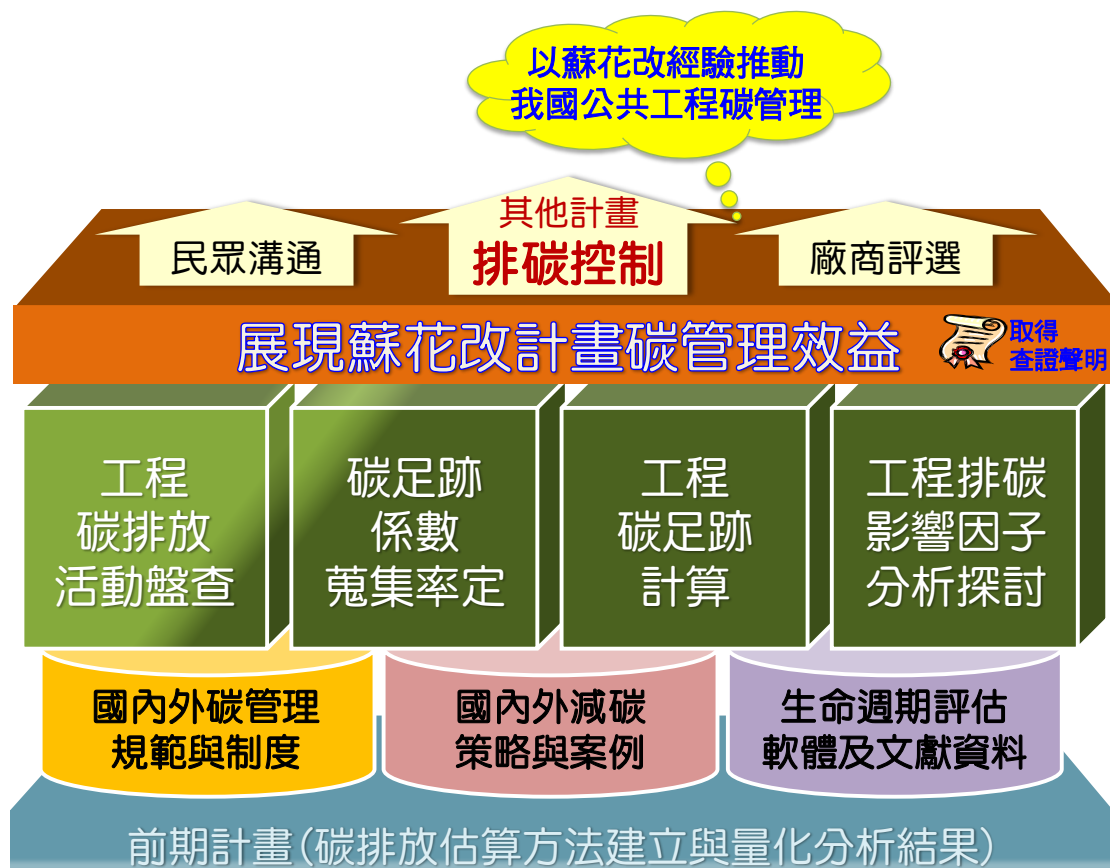 以蘇花改經驗推動
我國公共工程碳管理
民眾溝通
其他計畫
排碳控制
廠商評選
展現蘇花改計畫碳管理效益
取得
查證聲明
工程
碳排放
活動盤查
碳足跡
係數
蒐集率定
工程
碳足跡
計算
工程排碳
影響因子
分析探討
國內外碳管理
規範與制度
國內外減碳
策略與案例
生命週期評估
軟體及文獻資料
前期計畫(碳排放估算方法建立與量化分析結果)